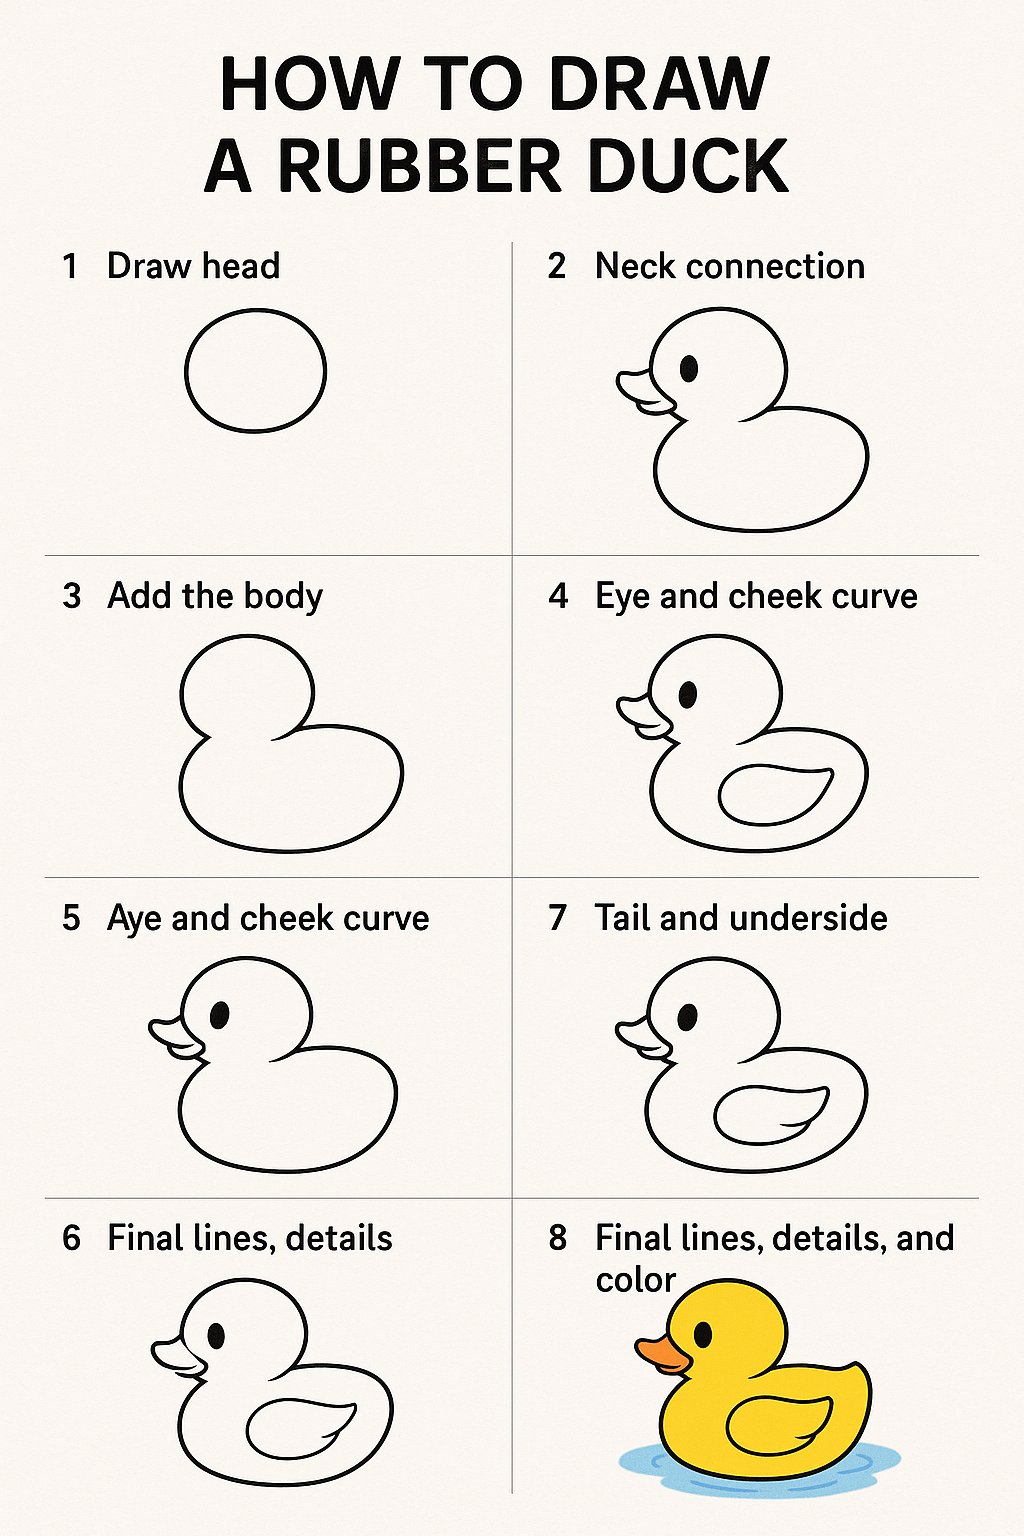 HOW TO DRAW
A RUBBER DUCK
1 Draw head
2 Neck connection
3 Add the body
4 Eye and cheek curve
5 Aye and cheek curve
7 Tail and underside
6 Final lines, details
8 Final lines, details, and
color